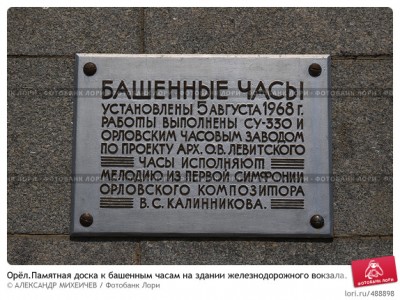 БАШЕННЫЕ ЧАСЫ
УСТАНОВЛЕНЫ 5 АВГУСТА 1968 Г.
РАБОТЫ ВЫПОЛНЕНЫ СУ-330 И
ОРЛОВСКИМ ЧАСОВЫМ ЗАВОДОМ
ПО ПРОЕКТУ АРХ. О.В. ЛЕВИТСКОГО
ЧАСЫ ИСПОЛНЯЮТ
МЕЛОДИЮ ИЗ ПЕРВОЙ СИМФОНИИ
ОРЛОВСКОГО КОМПОЗИТОРА
В. С. КАЛИННИКОВА.
ФОТОБАНК ЛОРИ
Орёл.Памятная доска к башенным часам на здании железнодорожного вокзала.
© АЛЕКСАНДР МИХЕИЧЕВ / Фотобанк Лори
lori.ru/488898